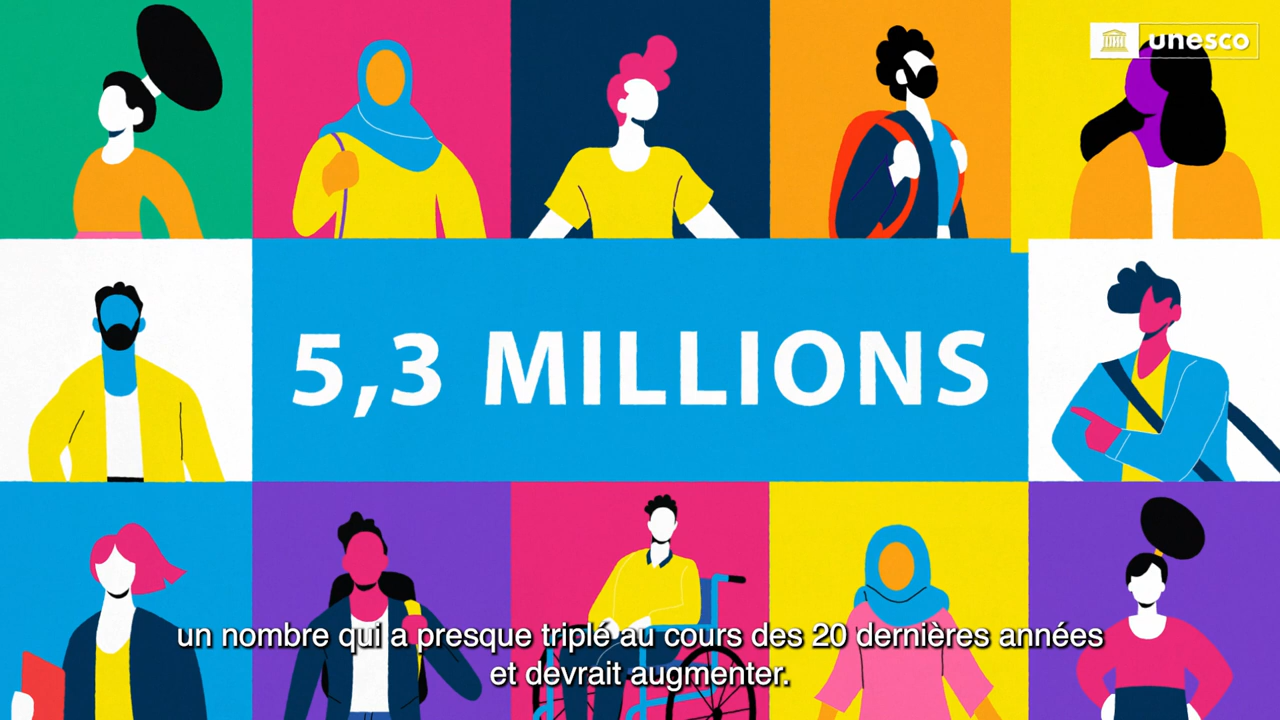 unesco
5,3 MILLIONS
un nombre qui a presque triplé au cours des 20 dernières années
et devrait augmenter.